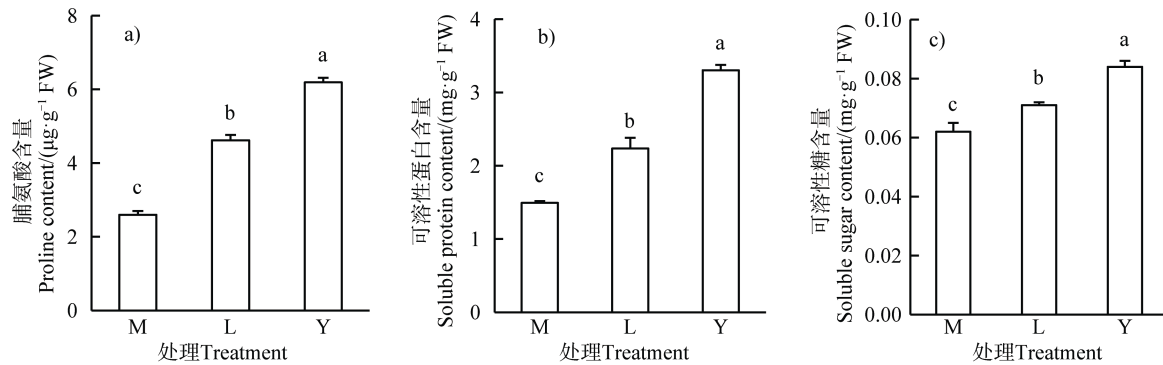 a)
脯氨酸含量
Proline content/(μg·g⁻¹ FW)
8
6
4
2
0
c
b
a
M L Y
处理Treatment
b)
可溶性蛋白含量
Soluble protein content/(mg·g⁻¹ FW)
4
3
2
1
0
c
b
a
M L Y
处理Treatment
c)
可溶性糖含量
Soluble sugar content/(mg·g⁻¹ FW)
0.10
0.08
0.06
0.04
0.02
0.00
c
b
a
M L Y
处理Treatment